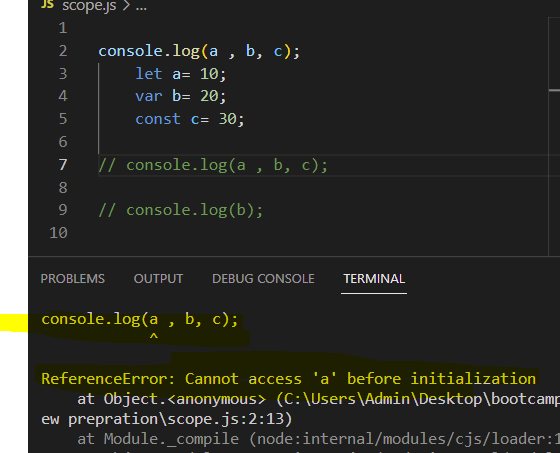 JS scope.js > ...
1
2 console.log(a , b, c);
3 let a= 10;
4 var b= 20;
5 const c= 30;
6
7 // console.log(a , b, c);
8
9 // console.log(b);
10
PROBLEMS OUTPUT DEBUG CONSOLE TERMINAL
console.log(a , b, c);
^
ReferenceError: Cannot access 'a' before initialization
at Object.<anonymous> (C:\Users\Admin\Desktop\bootcamp
ew prepration\scope.js:2:13)
at Module._compile (node:internal/modules/cjs/loader:1